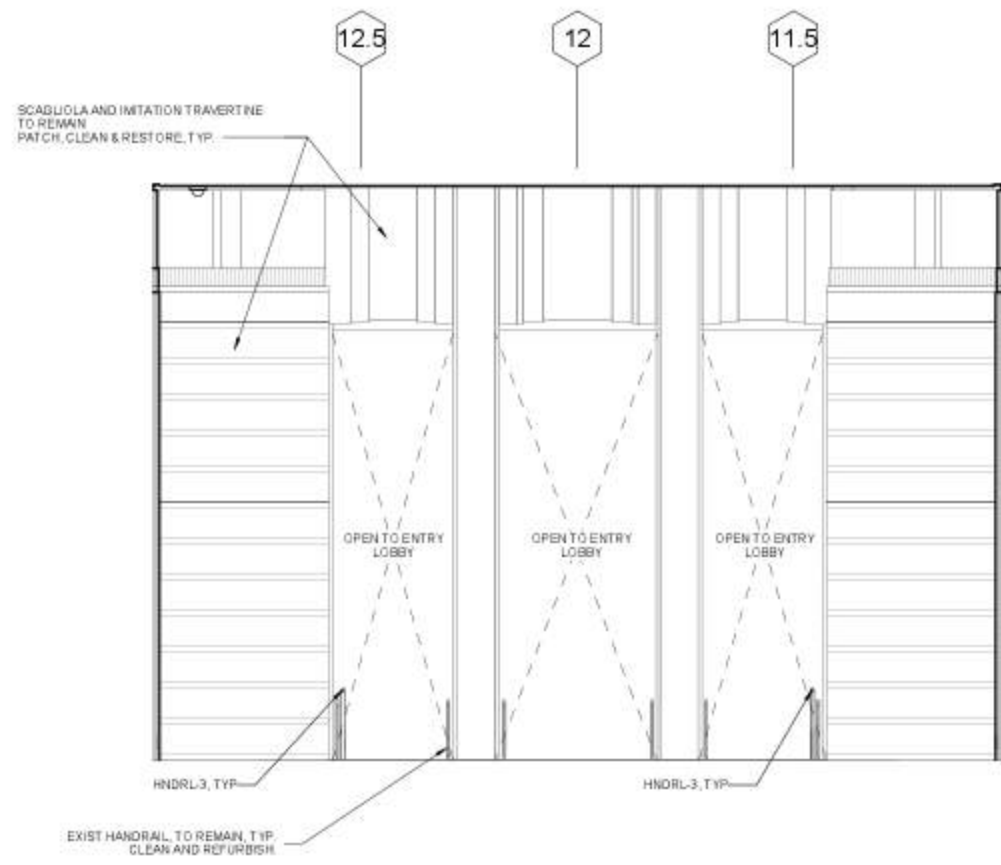 12.5
12
11.5
SCAGLIOLA AND IMITATION TRAVERTINE
TO REMAIN
PATCH, CLEAN & RESTORE, TYP.
OPEN TO ENTRY
LOBBY
OPEN TO ENTRY
LOBBY
OPEN TO ENTRY
LOBBY
HNDRL-3, TYP
HNDRL-3, TYP
EXIST HANDRAIL, TO REMAIN, TYP.
CLEAN AND REFURBISH